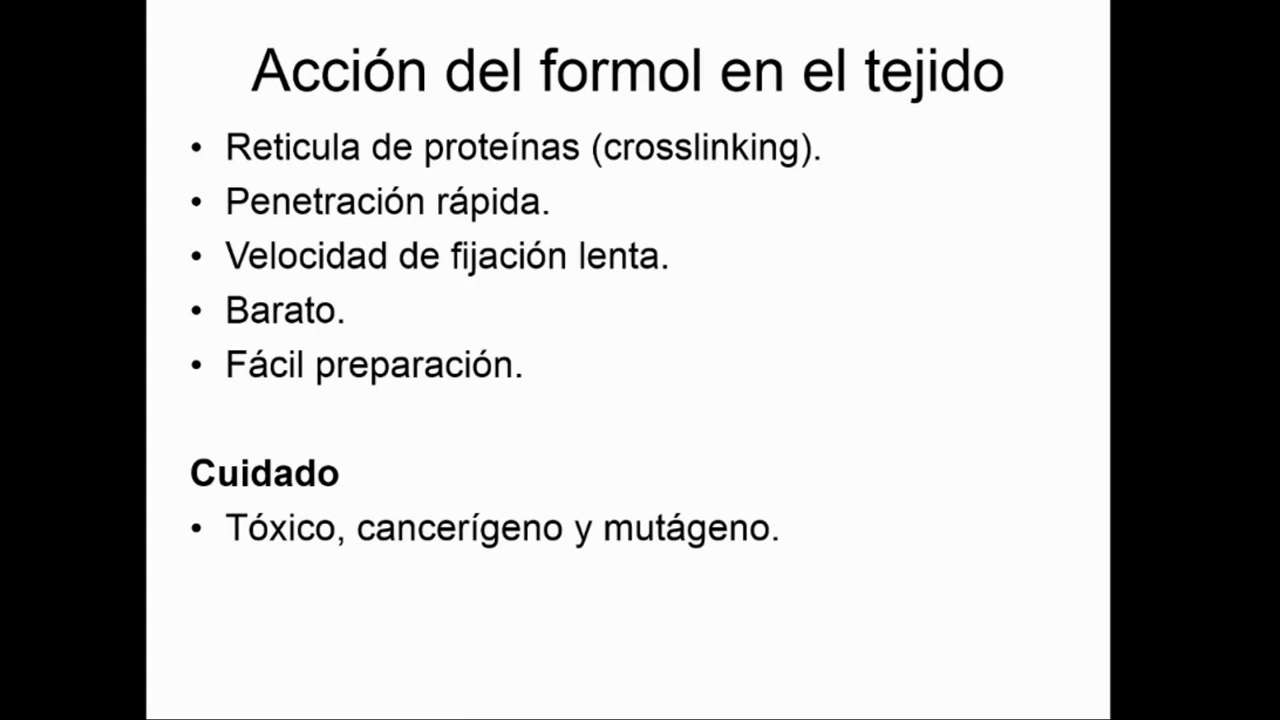 Acción del formol en el tejido
• Reticula de proteínas (crosslinking).
• Penetración rápida.
• Velocidad de fijación lenta.
• Barato.
• Fácil preparación.
Cuidado
• Tóxico, cancerígeno y mutágeno.